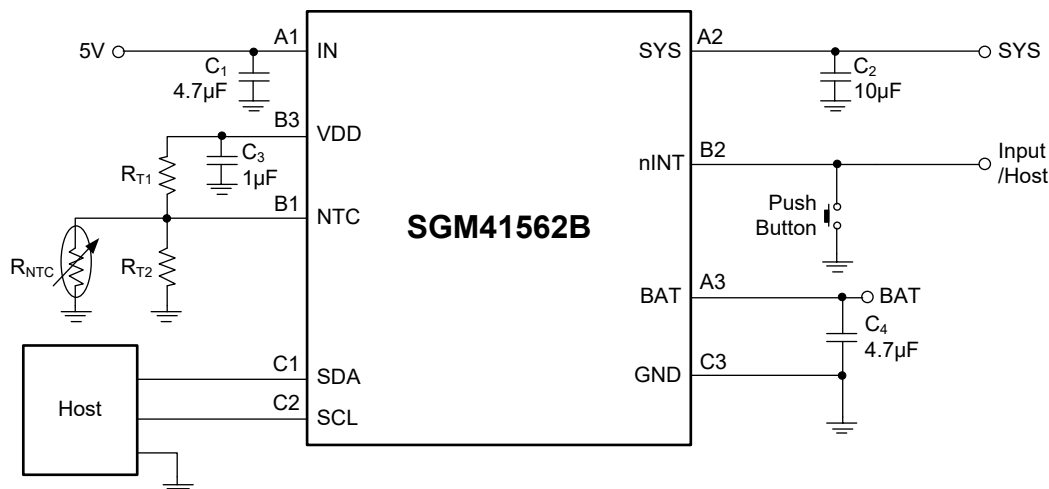 5V
A1
IN
C1
4.7µF
B3
VDD
C3
1µF
RT1
B1
NTC
RNTC
RT2
Host
C1
SDA
C2
SCL
SGM41562B
SYS
A2
SYS
C2
10µF
nINT
B2
Input
/Host
Push
Button
BAT
A3
BAT
C4
4.7µF
GND
C3